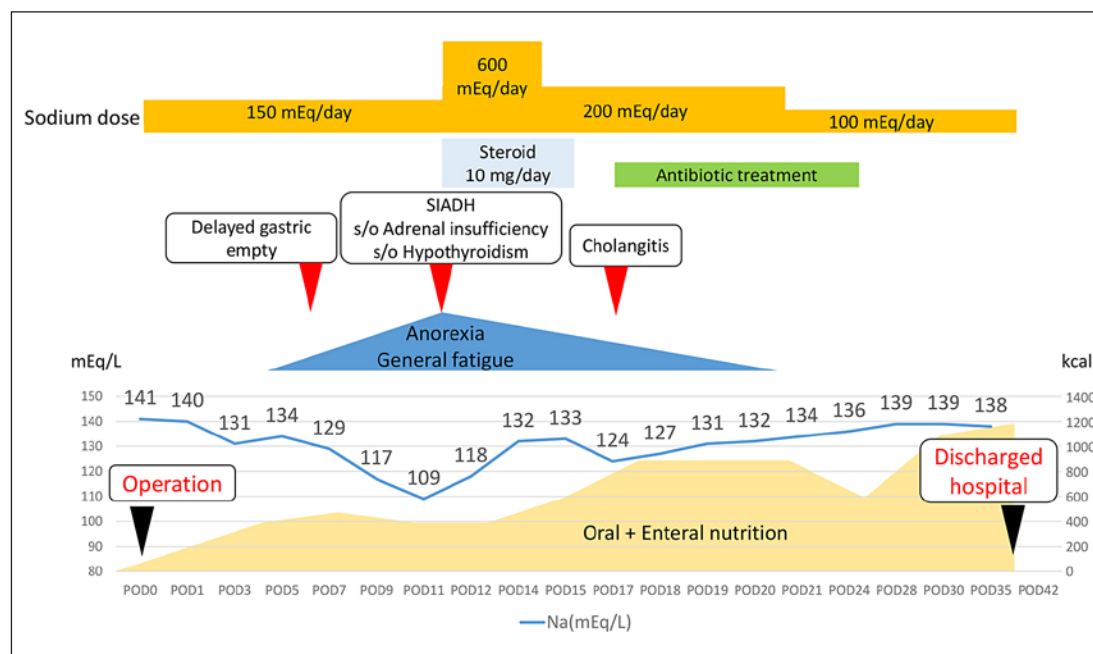 600
mEq/day
Sodium dose
150 mEq/day
200 mEq/day
100 mEq/day
Steroid
10 mg/day
Antibiotic treatment
Delayed gastric
empty
SIADH
s/o Adrenal insufficiency
s/o Hypothyroidism
Cholangitis
Anorexia
General fatigue
mEq/L
kcal
150
140
130
120
110
100
90
80
141
140
131
134
129
117
109
118
132
133
124
127
131
132
134
136
139
139
138
1400
1200
1000
800
600
400
200
0
Operation
Discharged
hospital
Oral + Enteral nutrition
POD0 POD1 POD3 POD5 POD7 POD9 POD11 POD12 POD14 POD15 POD17 POD18 POD19 POD20 POD21 POD24 POD28 POD30 POD35 POD42
Na(mEq/L)